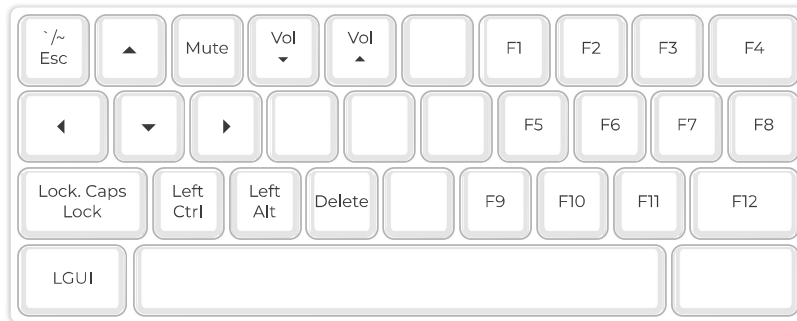 `/~
Esc
▲
Mute
Vol
▼
Vol
▲
F1
F2
F3
F4
◀
▼
▶
F5
F6
F7
F8
Lock. Caps
Lock
Left
Ctrl
Left
Alt
Delete
F9
F10
F11
F12
LGUI